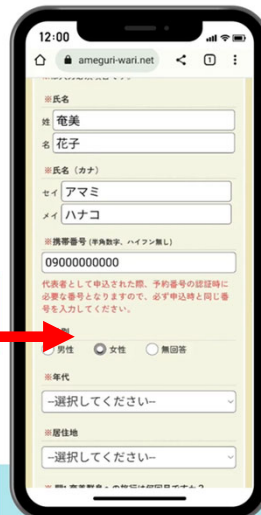 12:00
ameguri-wari.net
※氏名
姓 奄美
名 花子
※氏名（カナ）
セイ アマミ
メイ ハナコ
※携帯番号（半角数字、ハイフン無し）
09000000000
代表者として申込された際、予約番号の認証時に
必要な番号となりますので、必ず申込時と同じ番
号を入力してください。
別
男性 女性 無回答
※年代
--選択してください--
※居住地
--選択してください--